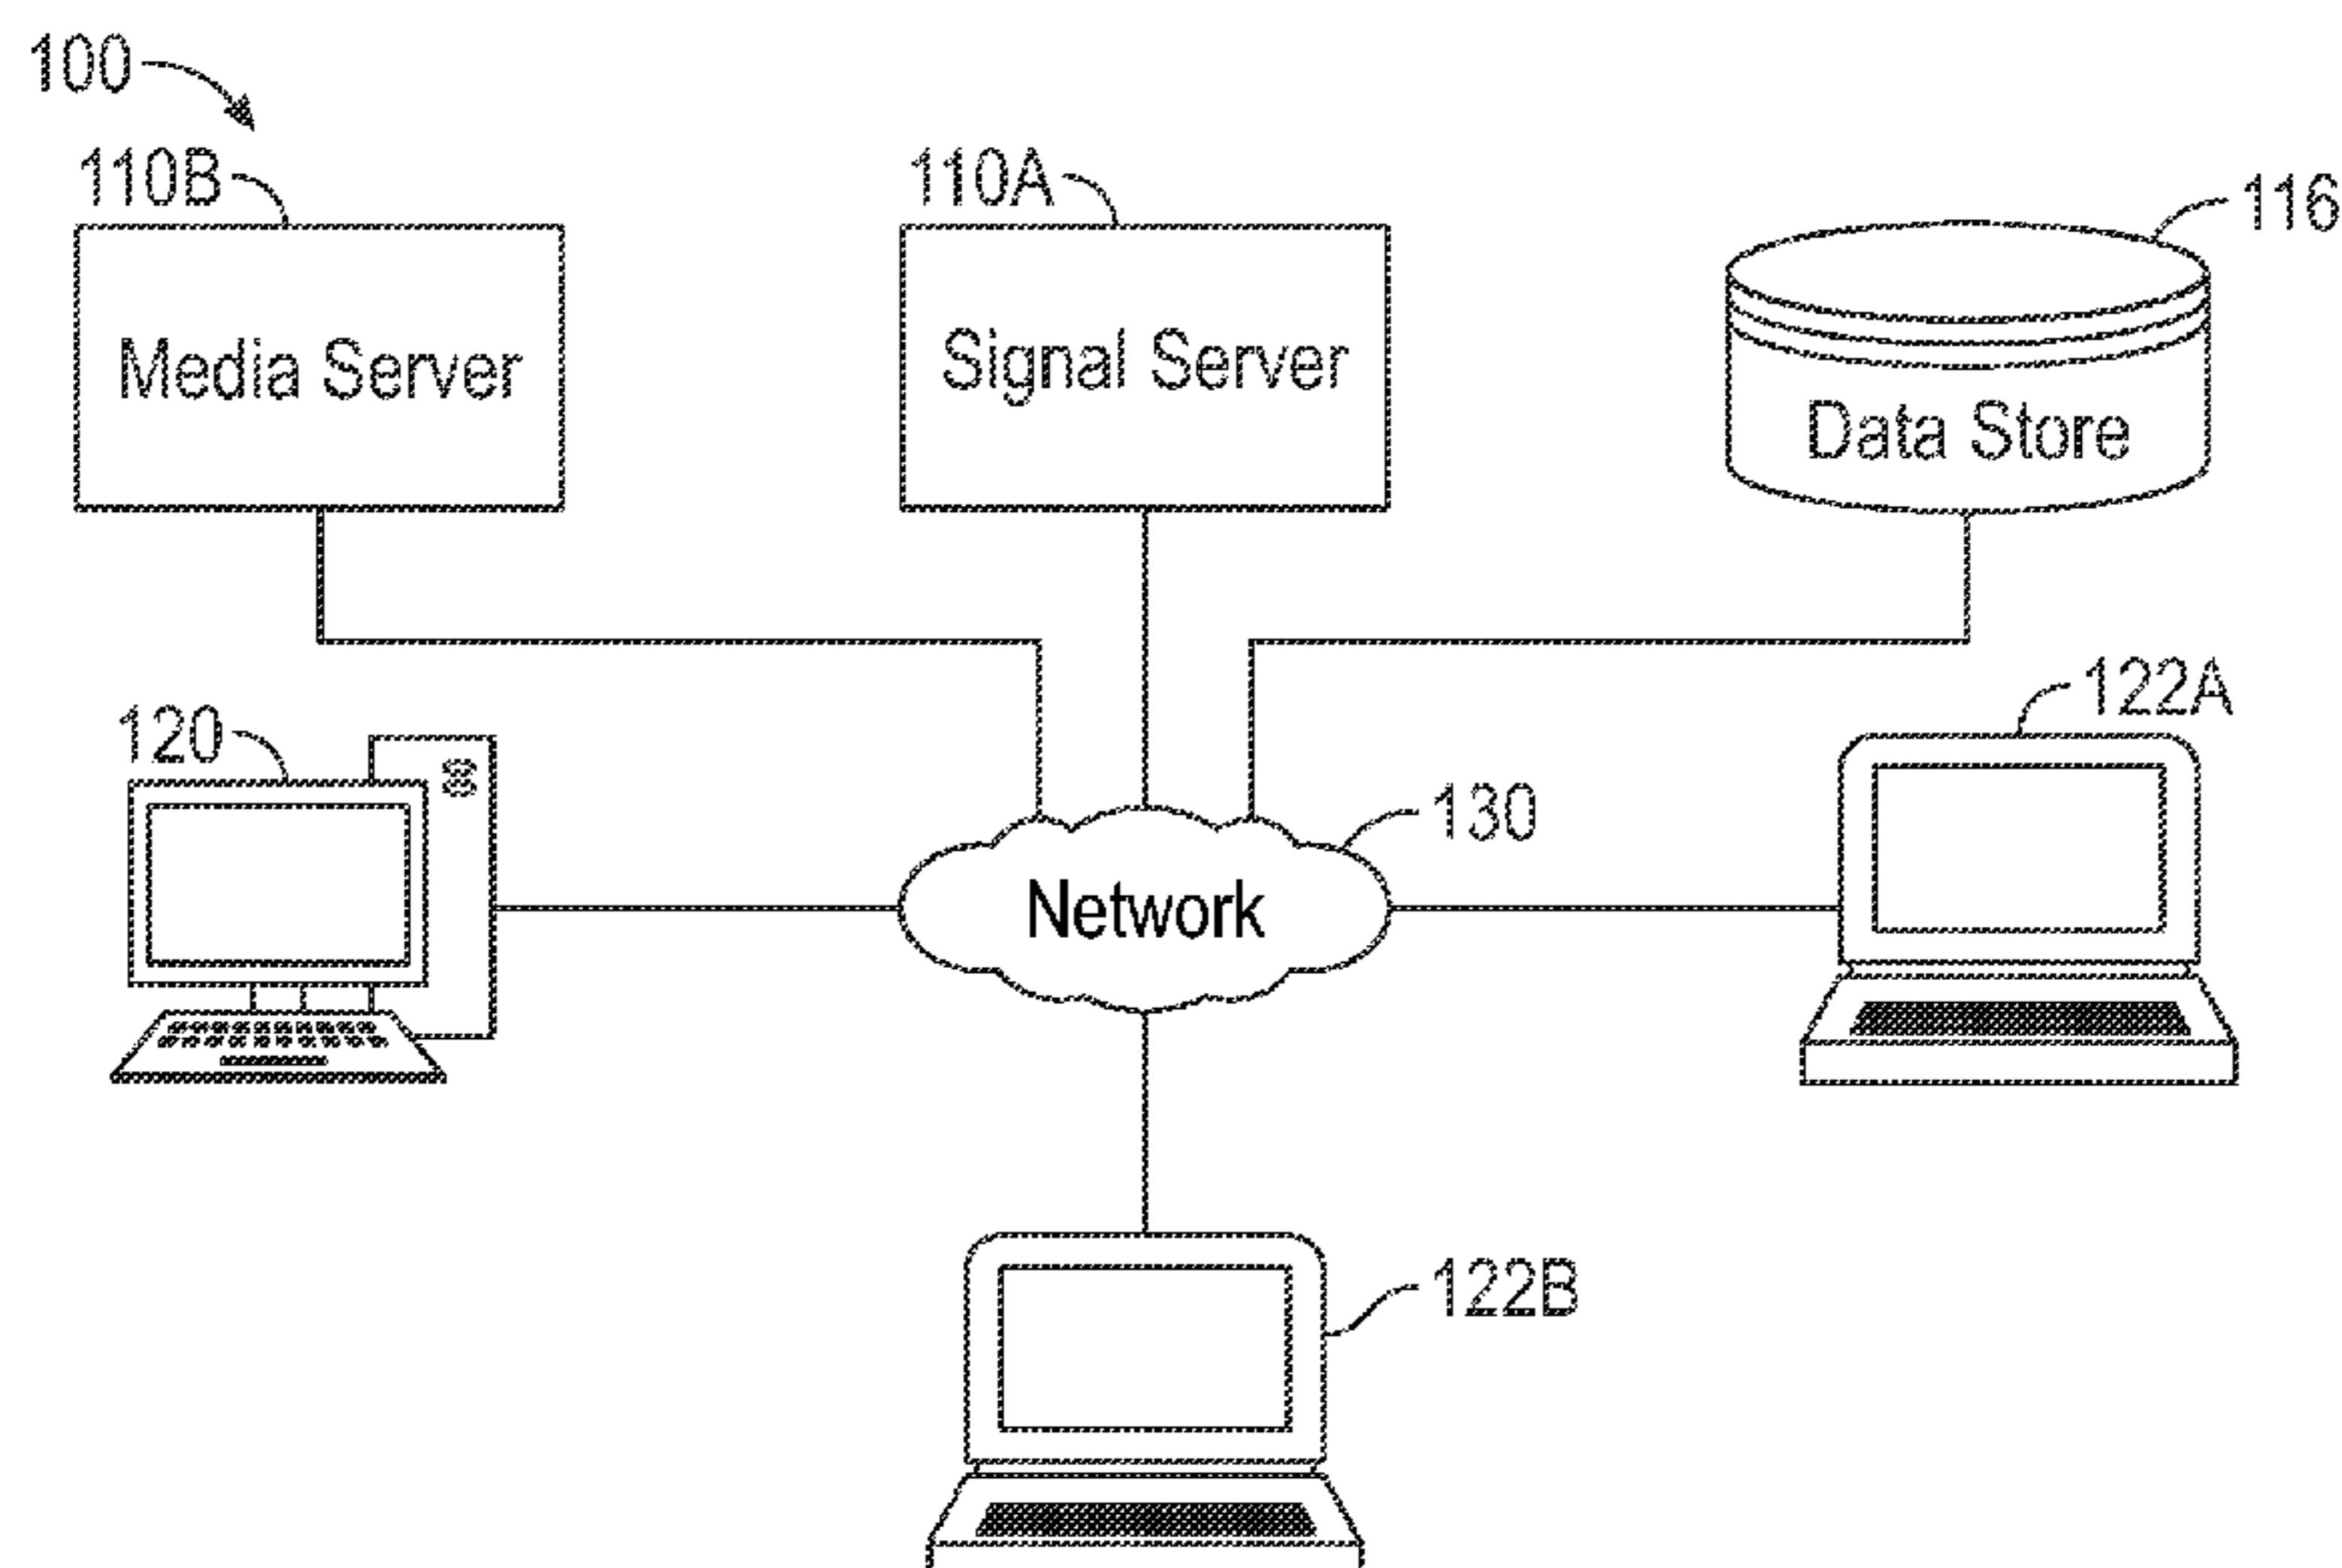 100
110B
110A
116
Media Server
Signal Server
Data Store
122A
120
130
Network
122B